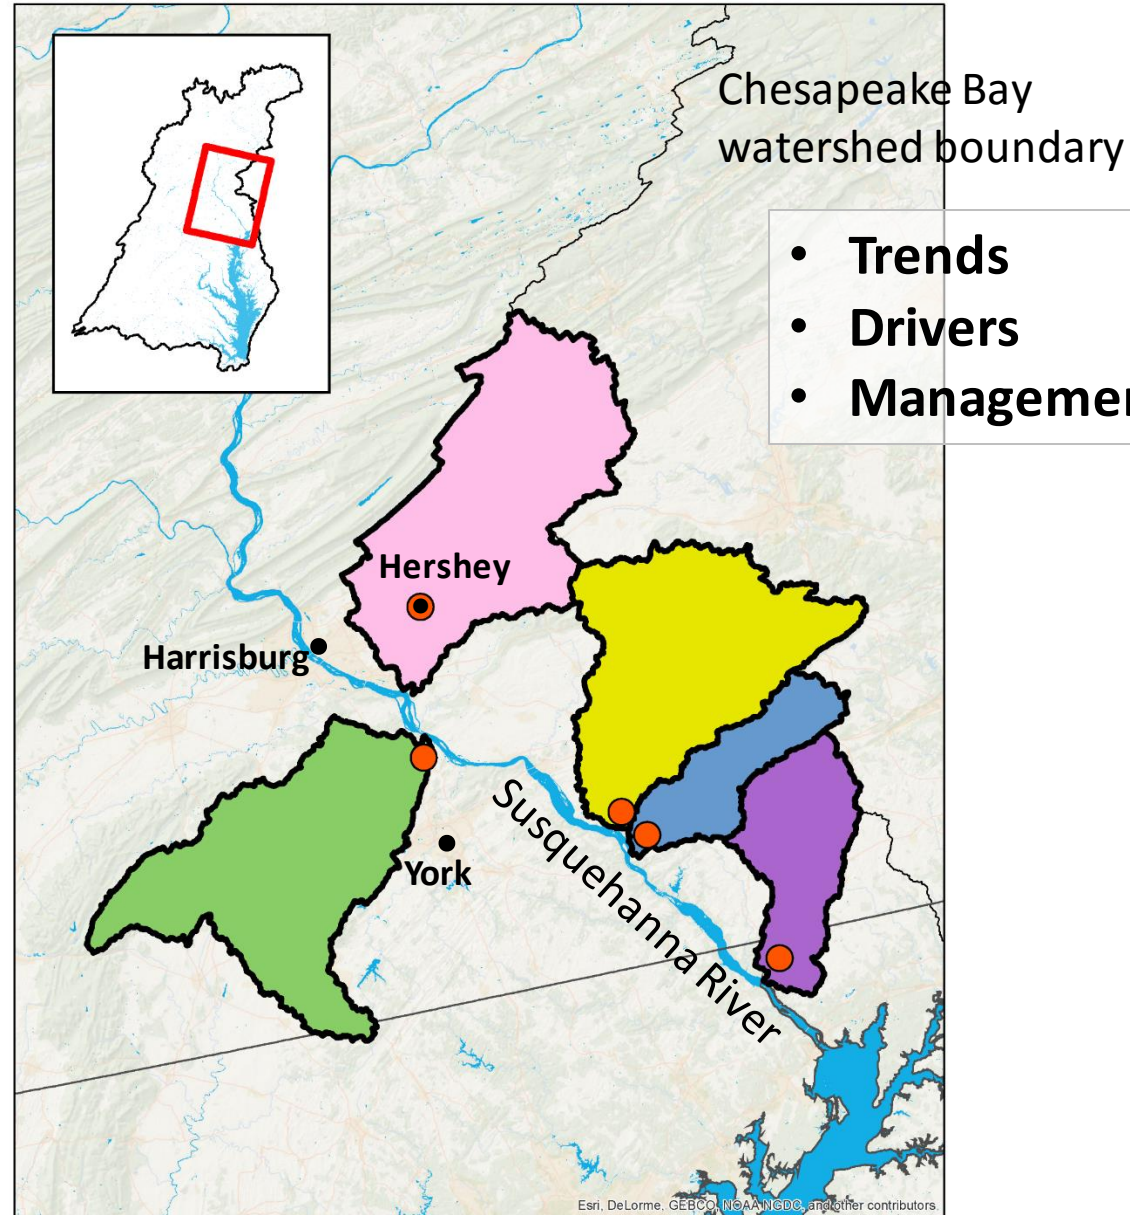 Chesapeake Bay
watershed boundary
• Trends
• Drivers
• Managemen
Hershey
Harrisburg
York
Susquehanna River
Esri, DeLorme, GEBCO, NOAA NGDC, and other contributors